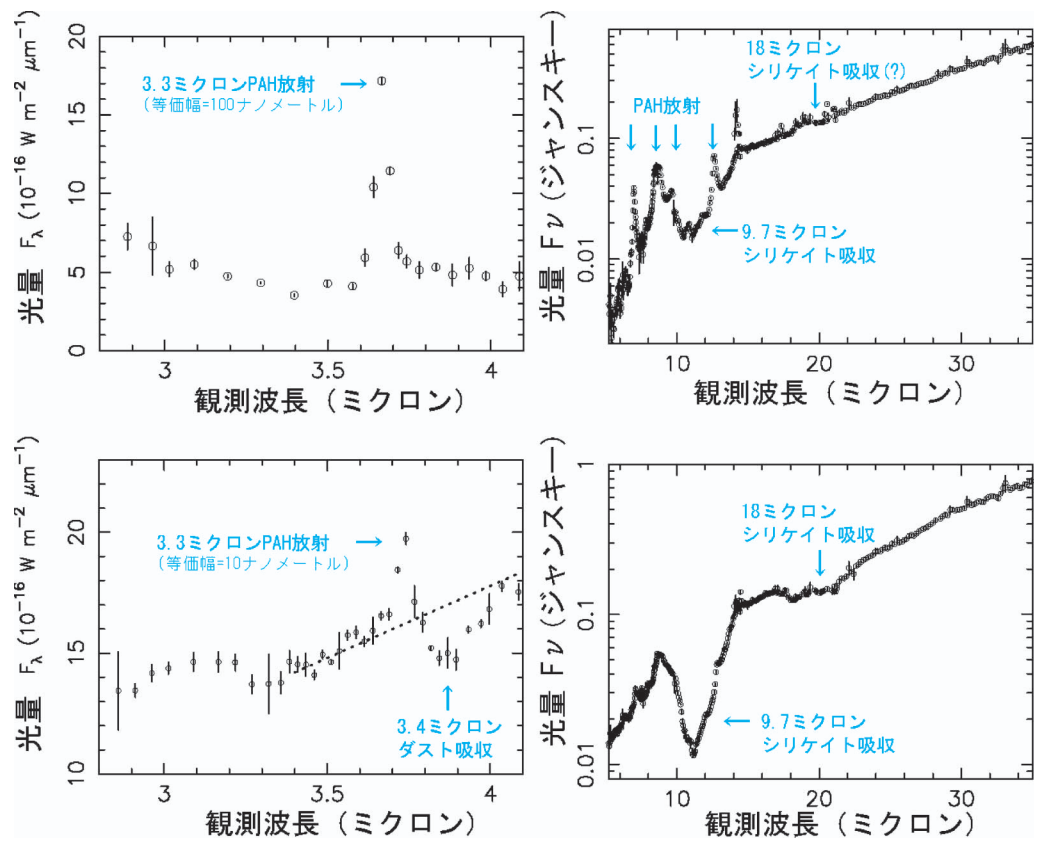 光量 Fλ (10−16 W m−2 μm−1)
20
15
10
5
0
3.3ミクロンPAH放射
(等価幅=100ナノメートル)
3
3.5
4
観測波長（ミクロン）
光量 Fν(ジャンスキー)
0.1
0.01
18ミクロン
シリケイト吸収(?)
PAH放射
9.7ミクロン
シリケイト吸収
10
20
30
観測波長（ミクロン）
光量 Fλ (10−16 W m−2 μm−1)
20
15
10
3.3ミクロンPAH放射
(等価幅=10ナノメートル)
3.4ミクロン
ダスト吸収
3
3.5
4
観測波長（ミクロン）
光量 Fν(ジャンスキー)
1
0.1
0.01
18ミクロン
シリケイト吸収
9.7ミクロン
シリケイト吸収
10
20
30
観測波長（ミクロン）